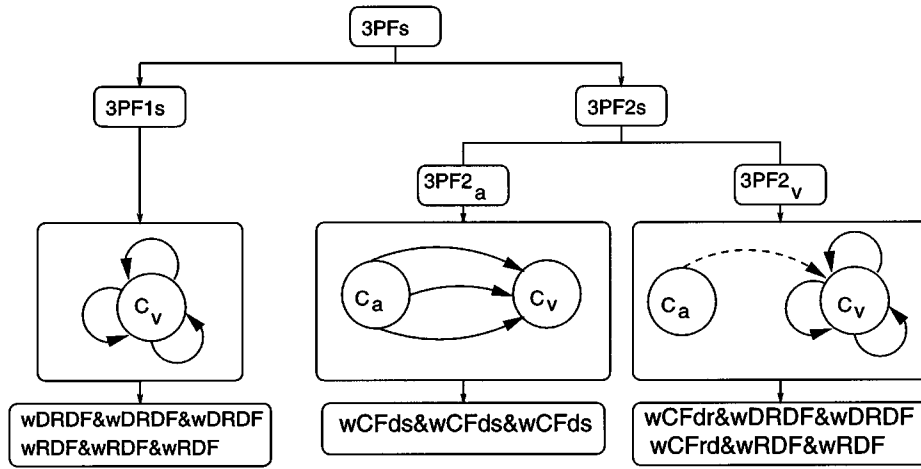 3PFs
3PF1s
3PF2s
3PF2a
3PF2v
Cv
Ca
Cv
Ca
Cv
wDRDF&wDRDF&wDRDF
wRDF&wRDF&wRDF
wCFds&wCFds&wCFds
wCFdr&wDRDF&wDRDF
wCFrd&wRDF&wRDF